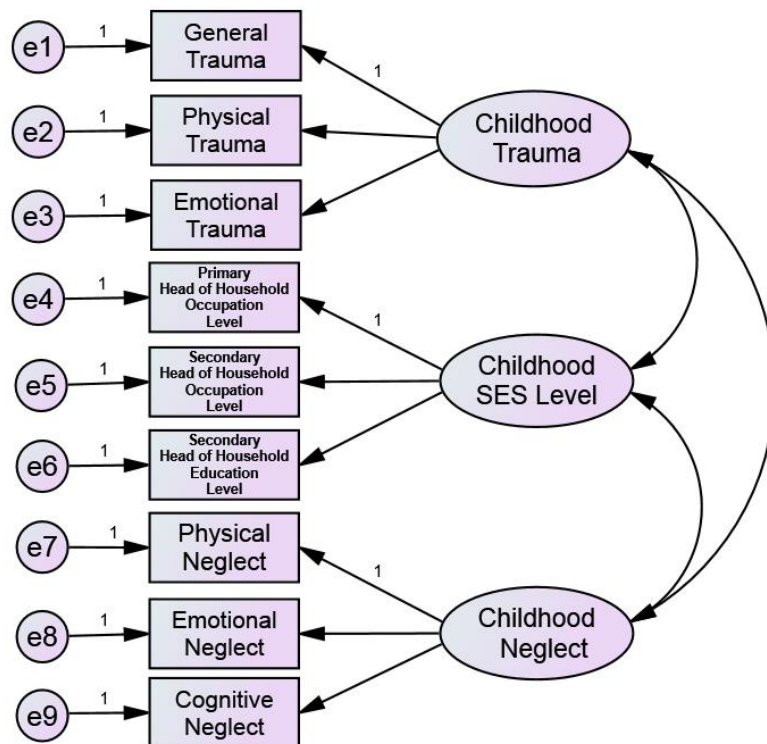 e1
1
General
Trauma
1
e2
1
Physical
Trauma
Childhood
Trauma
e3
1
Emotional
Trauma
e4
1
Primary
Head of Household
Occupation
Level
1
e5
1
Secondary
Head of Household
Occupation
Level
Childhood
SES Level
e6
1
Secondary
Head of Household
Education
Level
e7
1
Physical
Neglect
1
e8
1
Emotional
Neglect
Childhood
Neglect
e9
1
Cognitive
Neglect